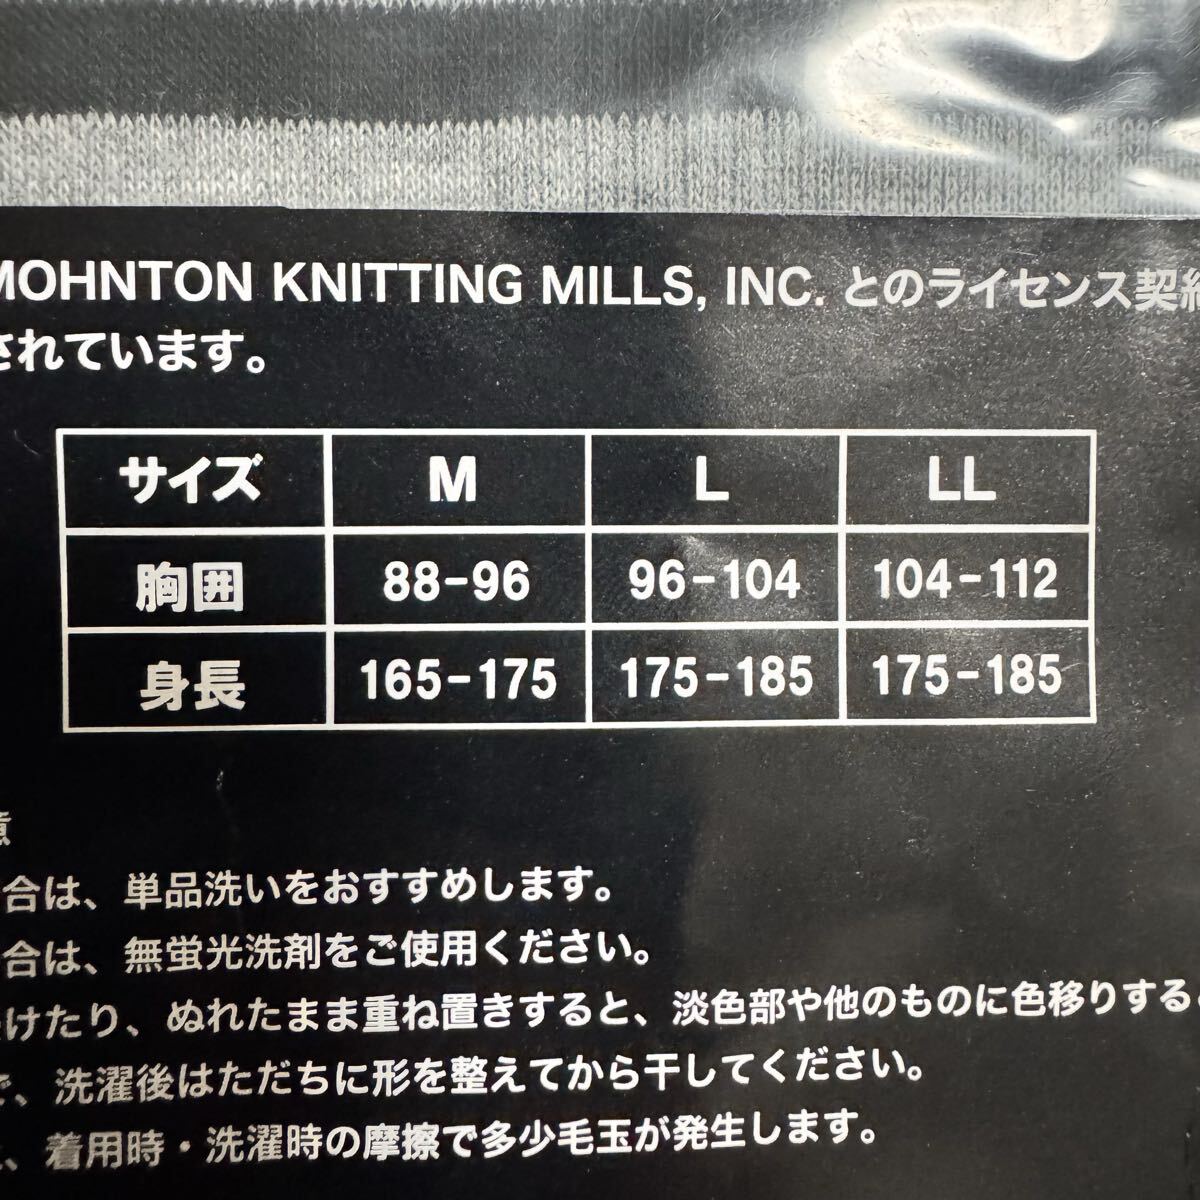 MOHNTON KNITTING MILLS, INC. とのライセンス契約
されています。
サイズ M L LL
胸囲 88-96 96-104 104-112
身長 165-175 175-185 175-185
意
合は、単品洗いをおすすめします。
合は、無蛍光洗剤をご使用ください。
けたり、ぬれたまま重ね置きすると、淡色部や他のものに色移りする
で、洗濯後はただちに形を整えてから干してください。
、着用時・洗濯時の摩擦で多少毛玉が発生します。